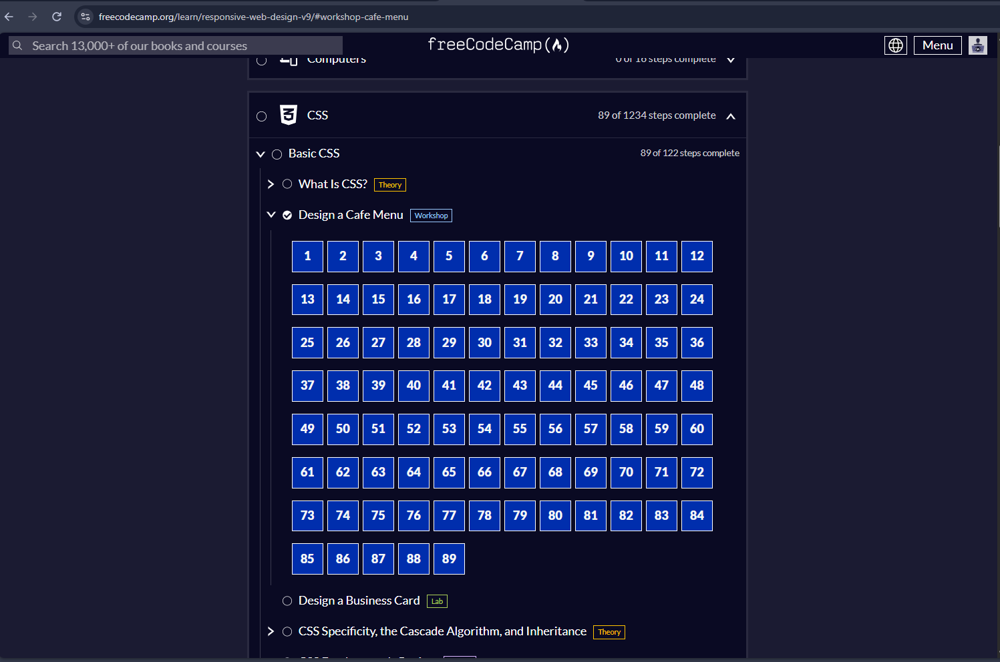 freecodecamp.org/learn/responsive-web-design-v9/#workshop-cafe-menu
Search 13,000+ of our books and courses
freeCodeCamp
Menu
Computers
0 of 16 steps complete
CSS
89 of 1234 steps complete
Basic CSS
89 of 122 steps complete
What Is CSS? Theory
Design a Cafe Menu Workshop
1 2 3 4 5 6 7 8 9 10 11 12
13 14 15 16 17 18 19 20 21 22 23 24
25 26 27 28 29 30 31 32 33 34 35 36
37 38 39 40 41 42 43 44 45 46 47 48
49 50 51 52 53 54 55 56 57 58 59 60
61 62 63 64 65 66 67 68 69 70 71 72
73 74 75 76 77 78 79 80 81 82 83 84
85 86 87 88 89
Design a Business Card Lab
CSS Specificity, the Cascade Algorithm, and Inheritance Theory